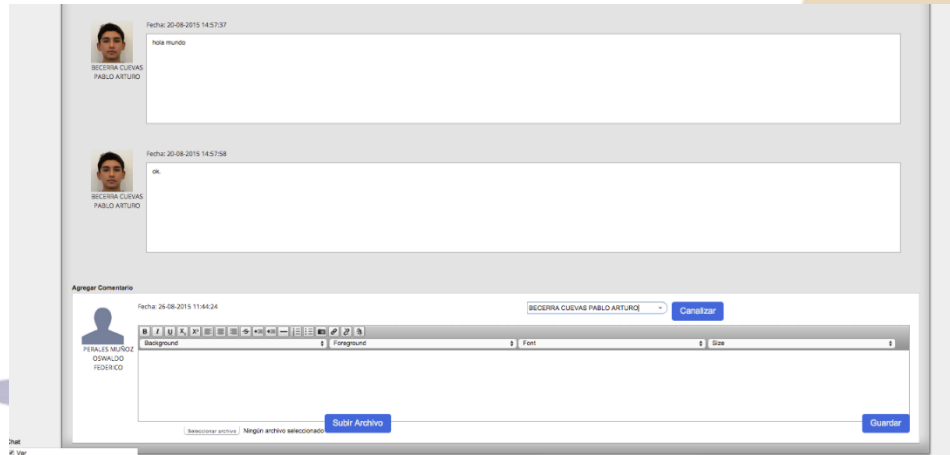 Fecha: 20-08-2015 14:57:37
hola mundo
BECERRA CUEVAS
PABLO ARTURO
Fecha: 20-08-2015 14:57:58
ok.
BECERRA CUEVAS
PABLO ARTURO
Agregar Comentario
Fecha: 26-08-2015 11:44:24
BECERRA CUEVAS PABLO ARTURO
Canalizar
B I U X₂ X²
Background Foreground Font Size
PERALES MUÑOZ
OSWALDO
FEDERICO
Seleccionar archivo Ningún archivo seleccionado
Subir Archivo
Guardar
Chat
Ver